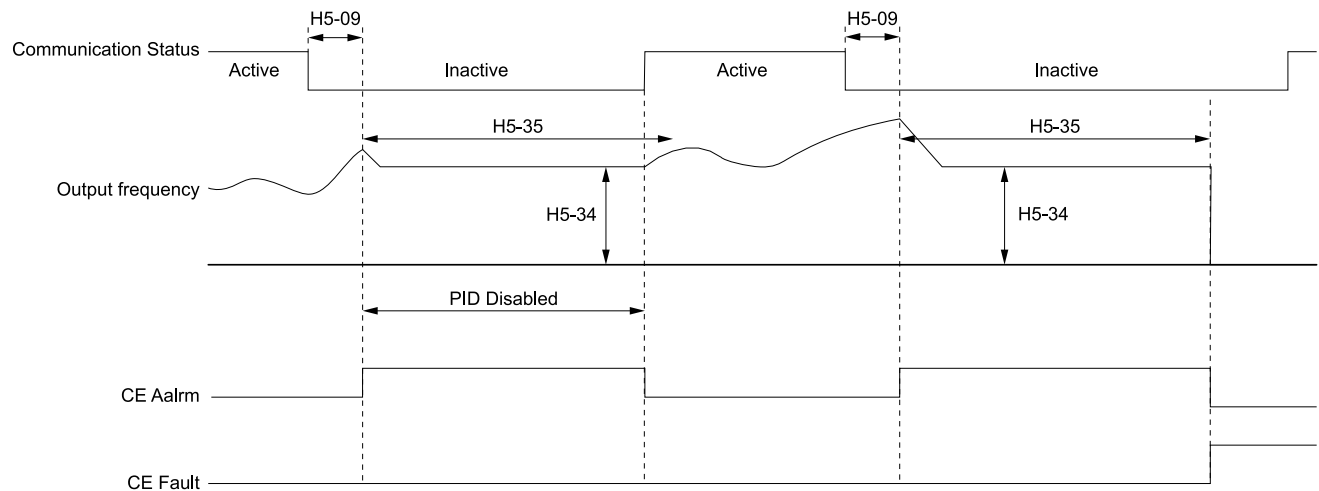 H5-09
H5-09
Communication Status
Active
Inactive
Active
Inactive
H5-35
H5-35
Output frequency
H5-34
H5-34
PID Disabled
CE Aalrm
CE Fault